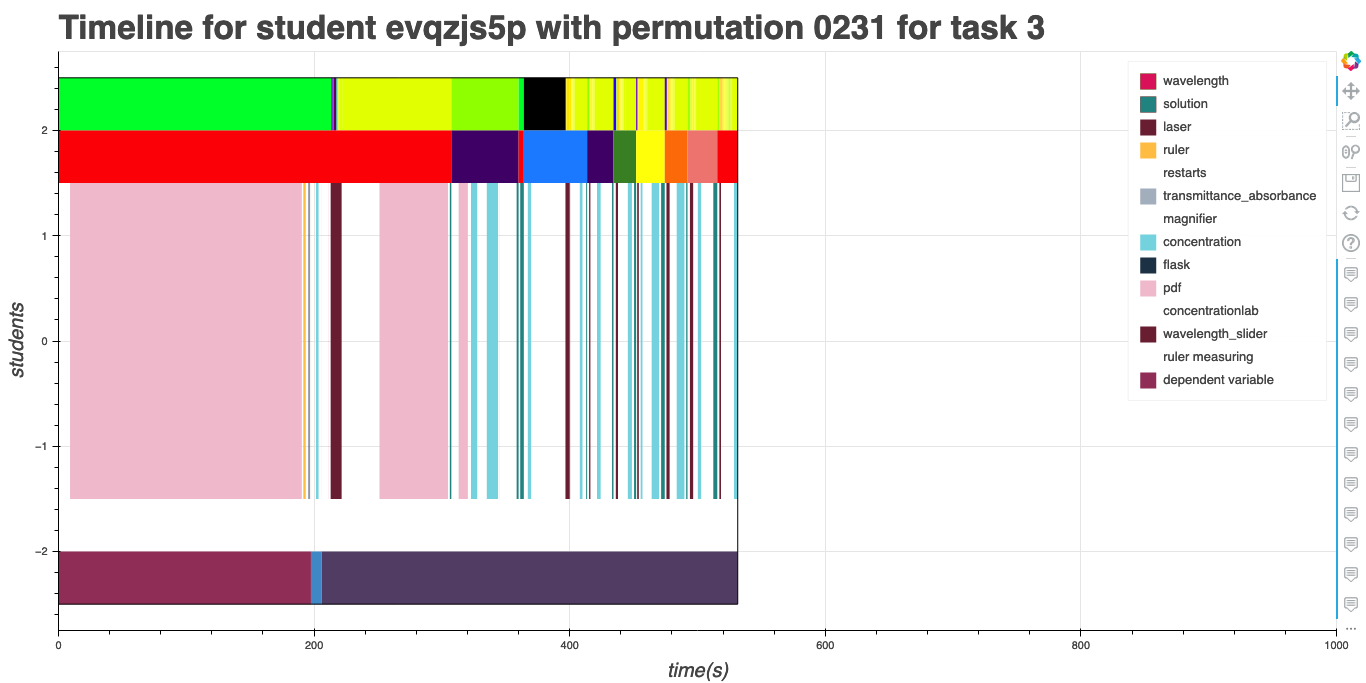 Timeline for student evqzjs5p with permutation 0231 for task 3
wavelength
solution
laser
ruler
restarts
transmittance_absorbance
magnifier
concentration
flask
pdf
concentrationlab
wavelength_slider
ruler measuring
dependent variable
students
2
1
0
−1
−2
0 200 400 600 800 1000
time(s)